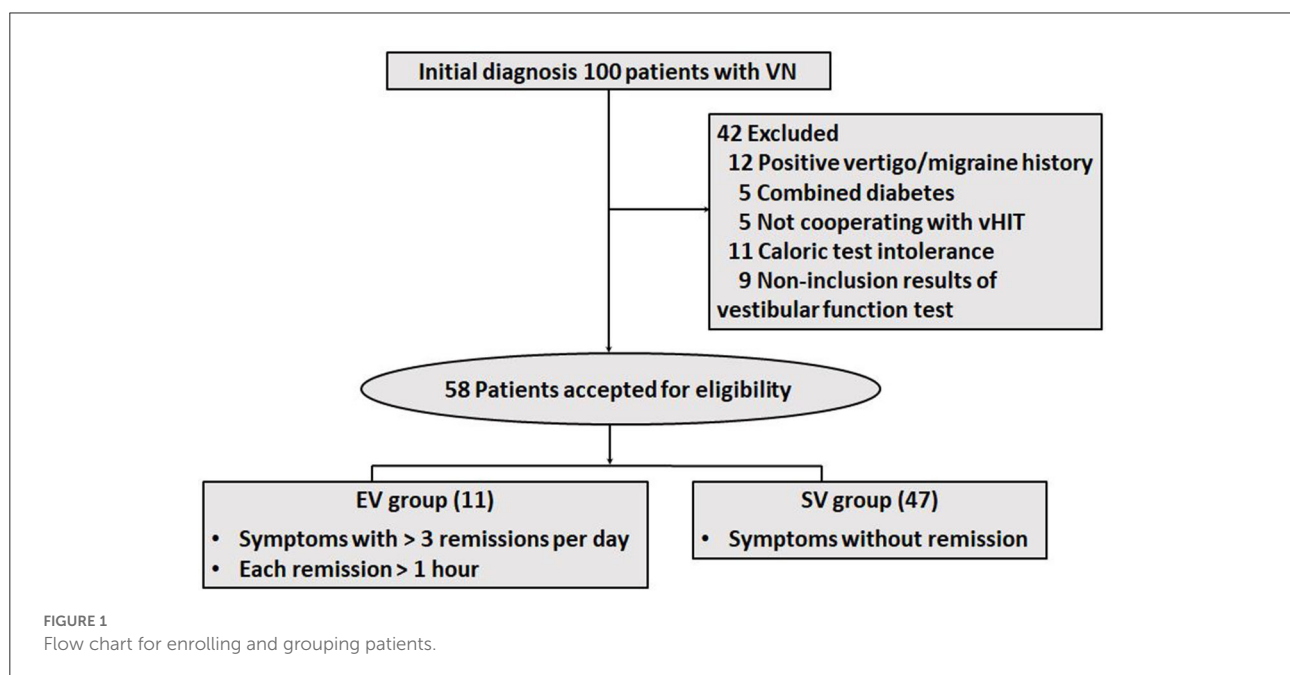 Initial diagnosis 100 patients with VN
42 Excluded
12 Positive vertigo/migraine history
5 Combined diabetes
5 Not cooperating with vHIT
11 Caloric test intolerance
9 Non-inclusion results of
vestibular function test
58 Patients accepted for eligibility
EV group (11)
• Symptoms with > 3 remissions per day
• Each remission > 1 hour
SV group (47)
• Symptoms without remission
FIGURE 1
Flow chart for enrolling and grouping patients.